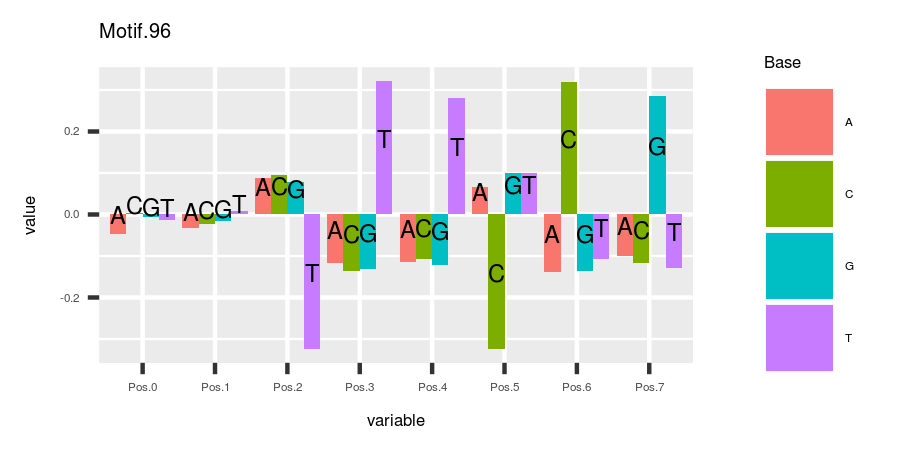 Motif.96
Base
A
C
G
T
value
0.2
0.0
-0.2
A C G T A C G T A C G T A C G T A C G T A C G T A C G T A C G T
Pos.0 Pos.1 Pos.2 Pos.3 Pos.4 Pos.5 Pos.6 Pos.7
variable